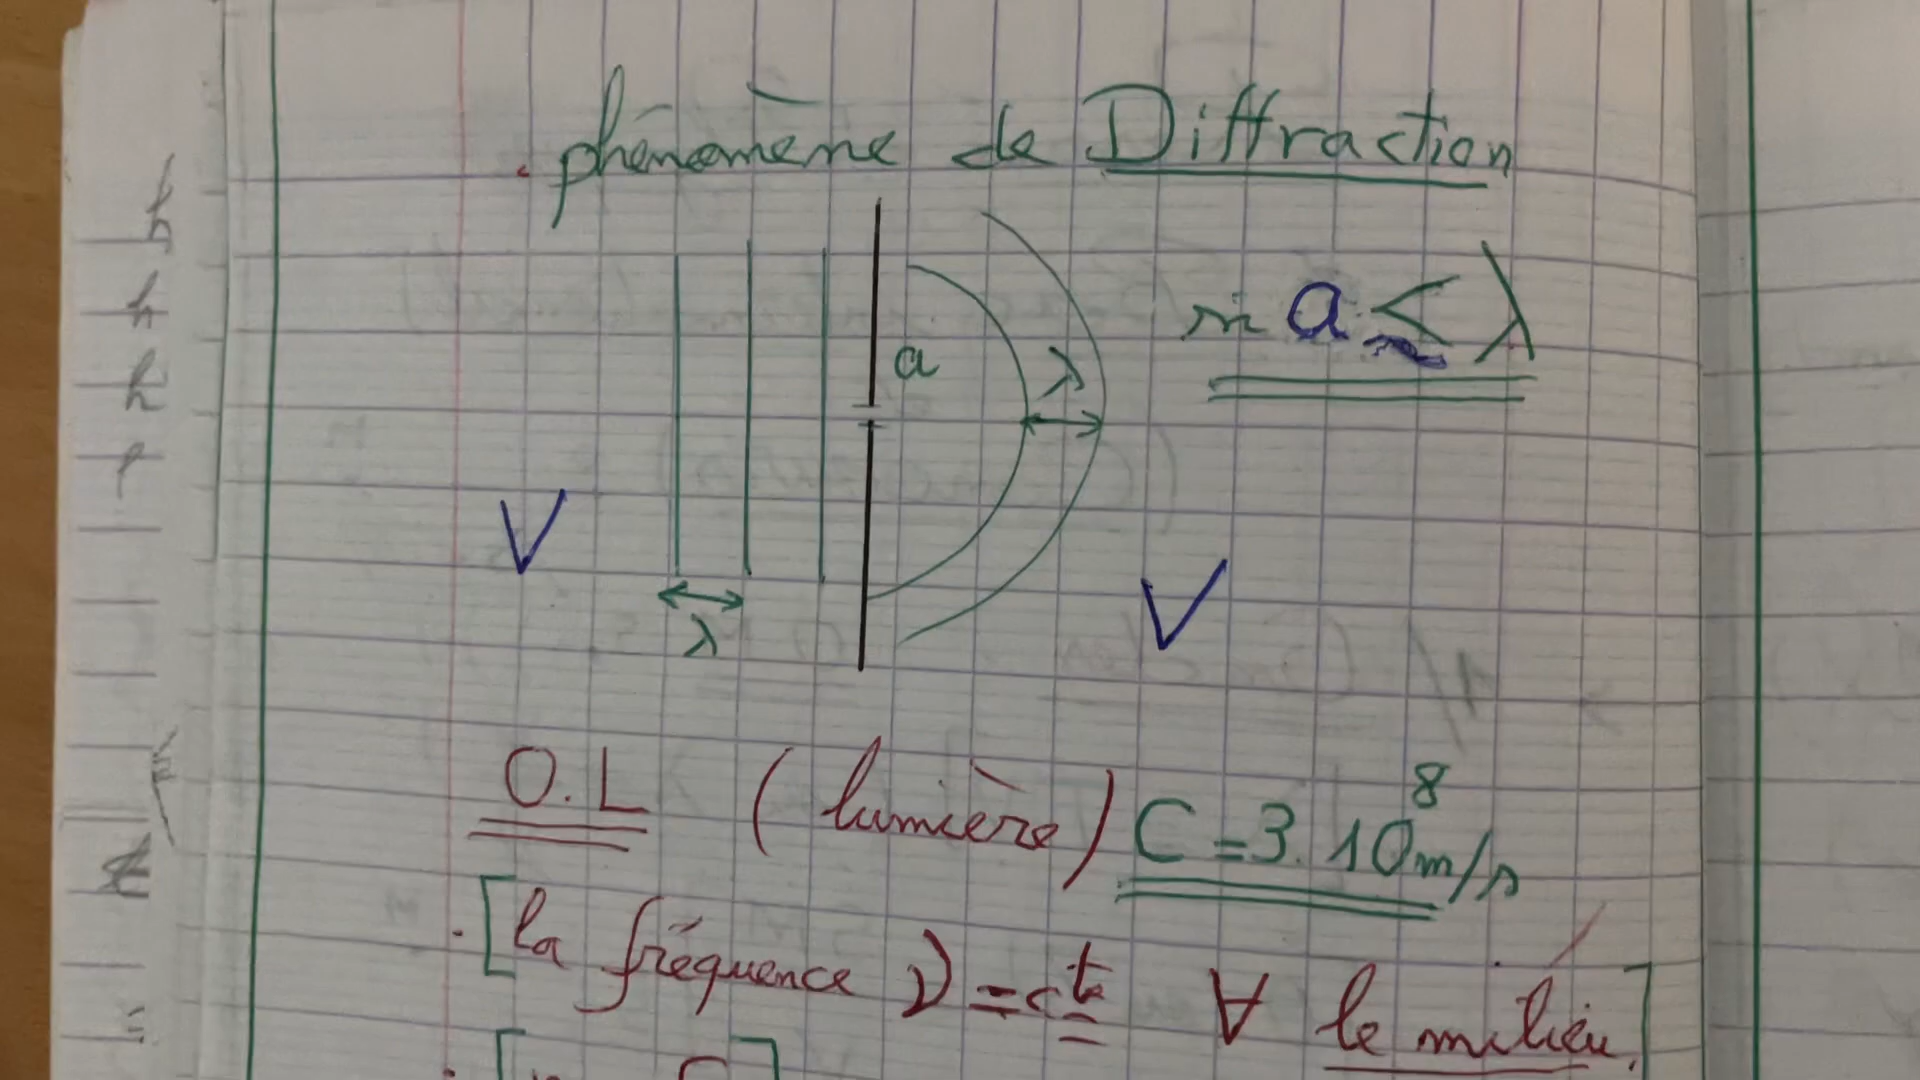 phénomène de Diffraction
a
λ
si a ≤ λ
V
λ
V
O.L (lumière) C = 3.10⁸ m/s
. [la fréquence ν = cte ∀ le milieu.]